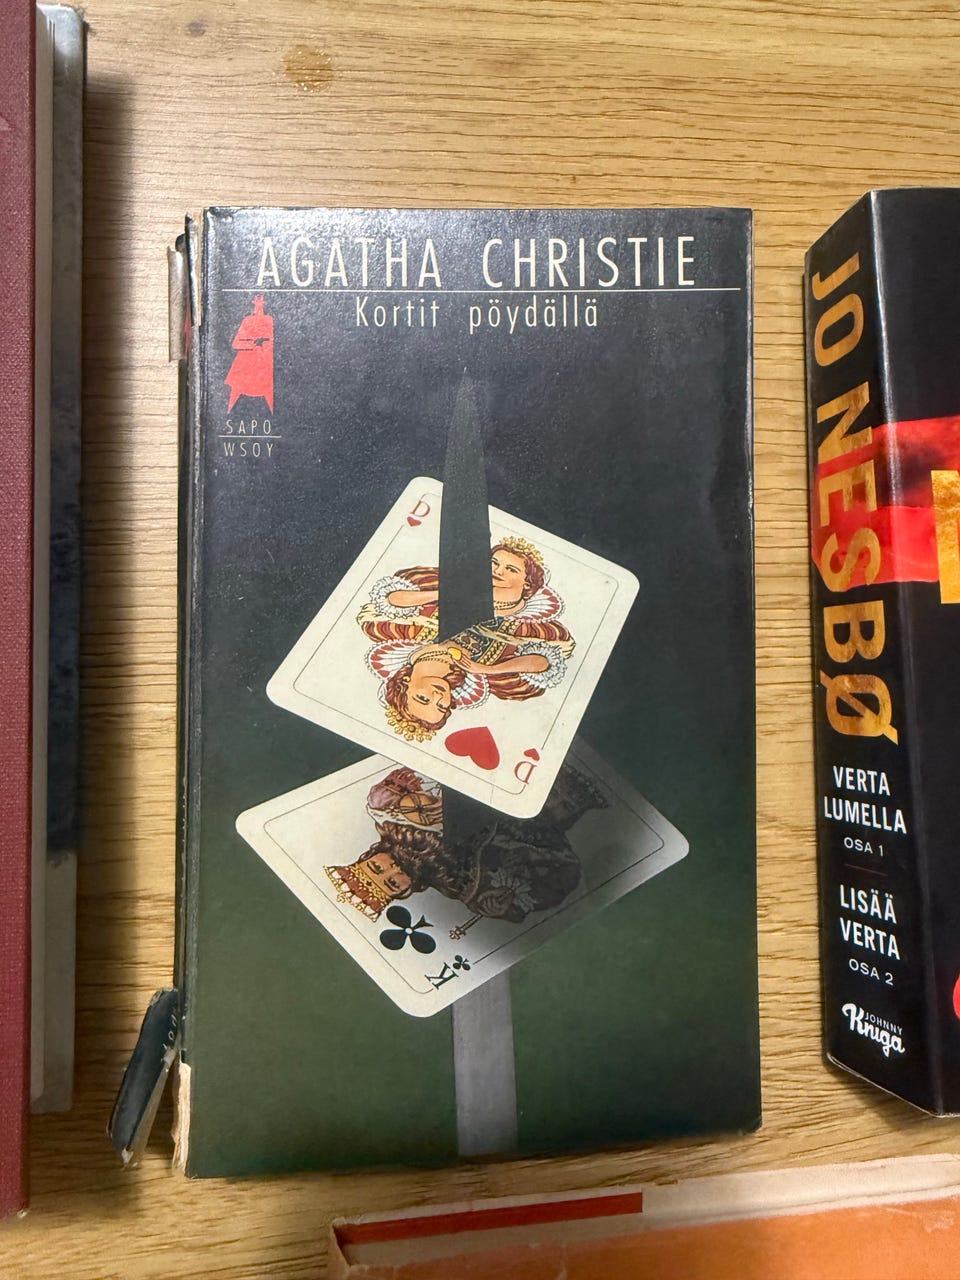 AGATHA CHRISTIE
Kortit pöydällä
SAPO
WSOY
D
D
K
JO NESBØ
VERTA
LUMELLA
OSA 1
LISÄÄ
VERTA
OSA 2
JOHNNY
Kniga